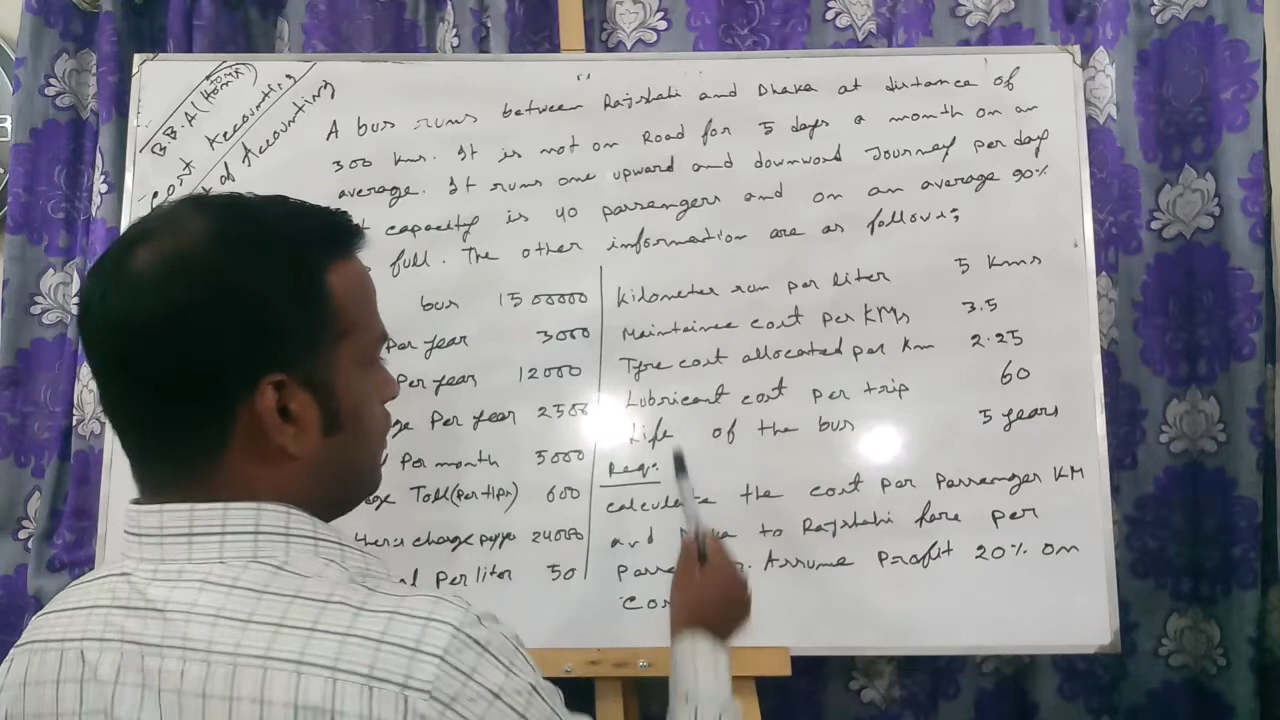 B.B.A (Hons)
Cost Accounting
of Accounting
A bus runs between Rajshahi and Dhaka at distance of
300 kms. It is not on Road for 5 days a month on an
average. It runs one upward and downword Journey per day
capacity is 40 passengers and on an average 90%
full. The other information are as follows;
bus 1500000
Per year 3000
Per year 12000
Per year 2500
Per month 5000
Toll (per trip) 600
charge 24000
Per liter 50
Kilometer run per liter 5 Kms
Maintaince cost per KMs 3.5
Tyre cost allocated per km 2.25
Lubricant cost per trip 60
Life of the bus 5 years
Req:
calculate the cost par Passenger KM
and to Rajshahi fare per
Assume Profit 20% on